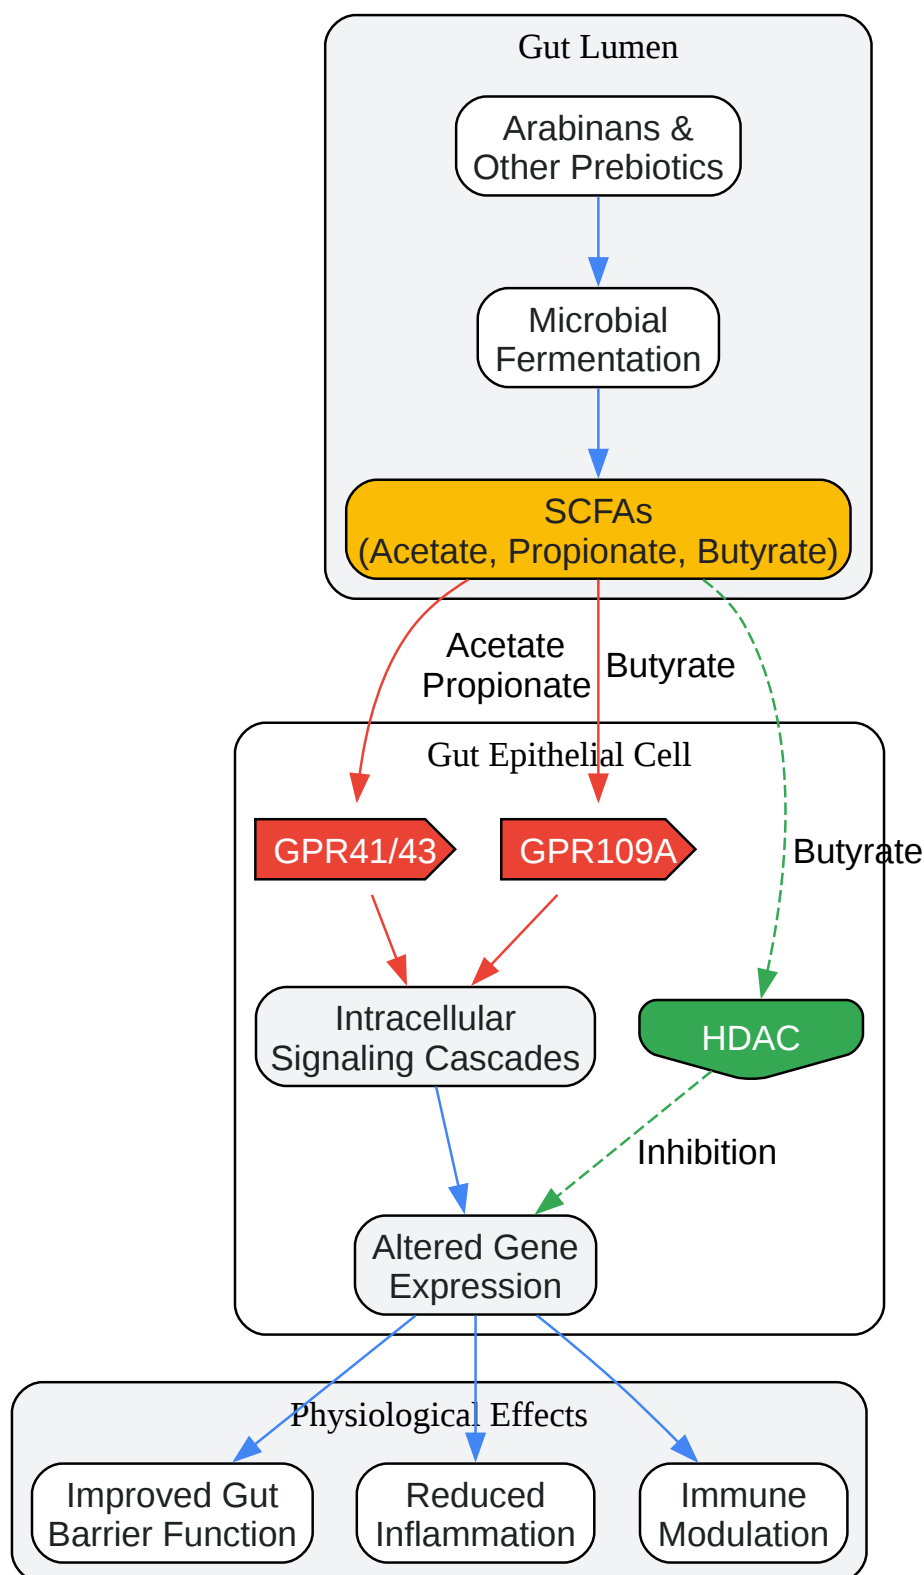 Gut Lumen
Arabinans &
Other Prebiotics
Microbial
Fermentation
SCFAs
(Acetate, Propionate, Butyrate)
Acetate
Propionate
Butyrate
Gut Epithelial Cell
GPR41/43
GPR109A
Butyrate
Intracellular
Signaling Cascades
HDAC
Inhibition
Altered Gene
Expression
Physiological Effects
Improved Gut
Barrier Function
Reduced
Inflammation
Immune
Modulation